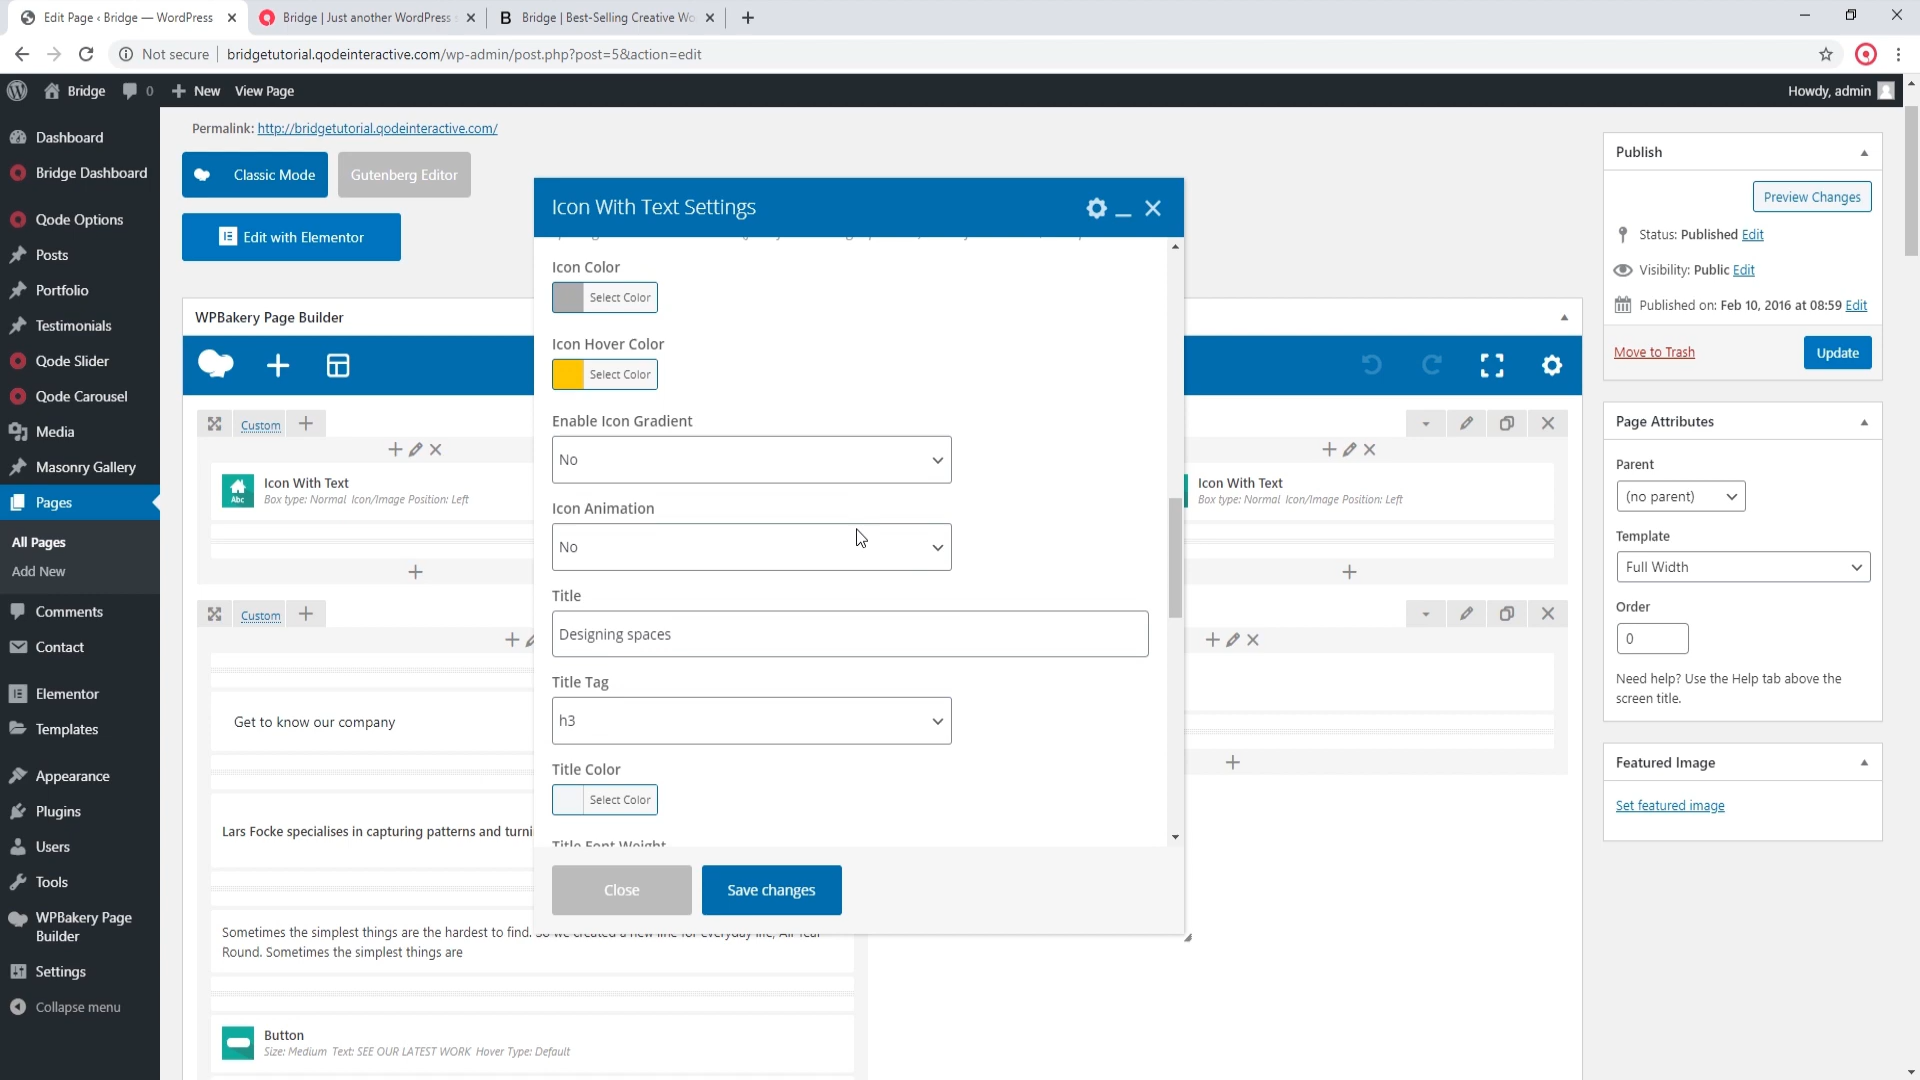 Edit Page ‹ Bridge — WordPress
Bridge | Just another WordPress
Bridge | Best-Selling Creative Wo
Not secure
bridgetutorial.qodeinteractive.com/wp-admin/post.php?post=5&action=edit
Bridge
0
New
View Page
Howdy, admin
Dashboard
Bridge Dashboard
Qode Options
Posts
Portfolio
Testimonials
Qode Slider
Qode Carousel
Media
Masonry Gallery
Pages
All Pages
Add New
Comments
Contact
Elementor
Templates
Appearance
Plugins
Users
Tools
WPBakery Page
Builder
Settings
Collapse menu
Permalink: http://bridgetutorial.qodeinteractive.com/
Classic Mode
Gutenberg Editor
Edit with Elementor
WPBakery Page Builder
Custom
Abc
Icon With Text
Box type: Normal Icon/Image Position: Left
Custom
Get to know our company
Lars Focke specialises in capturing patterns and turni
Sometimes the simplest things are the hardest to find.
Round. Sometimes the simplest things are
Button
Size: Medium Text: SEE OUR LATEST WORK Hover Type: Default
Icon With Text Settings
Icon Color
Select Color
Icon Hover Color
Select Color
Enable Icon Gradient
No
Icon Animation
No
Title
Designing spaces
Title Tag
h3
Title Color
Select Color
Title Font Weight
Close
Save changes
Icon With Text
Box type: Normal Icon/Image Position: Left
Publish
Preview Changes
Status: Published Edit
Visibility: Public Edit
Published on: Feb 10, 2016 at 08:59 Edit
Move to Trash
Update
Page Attributes
Parent
(no parent)
Template
Full Width
Order
0
Need help? Use the Help tab above the
screen title.
Featured Image
Set featured image